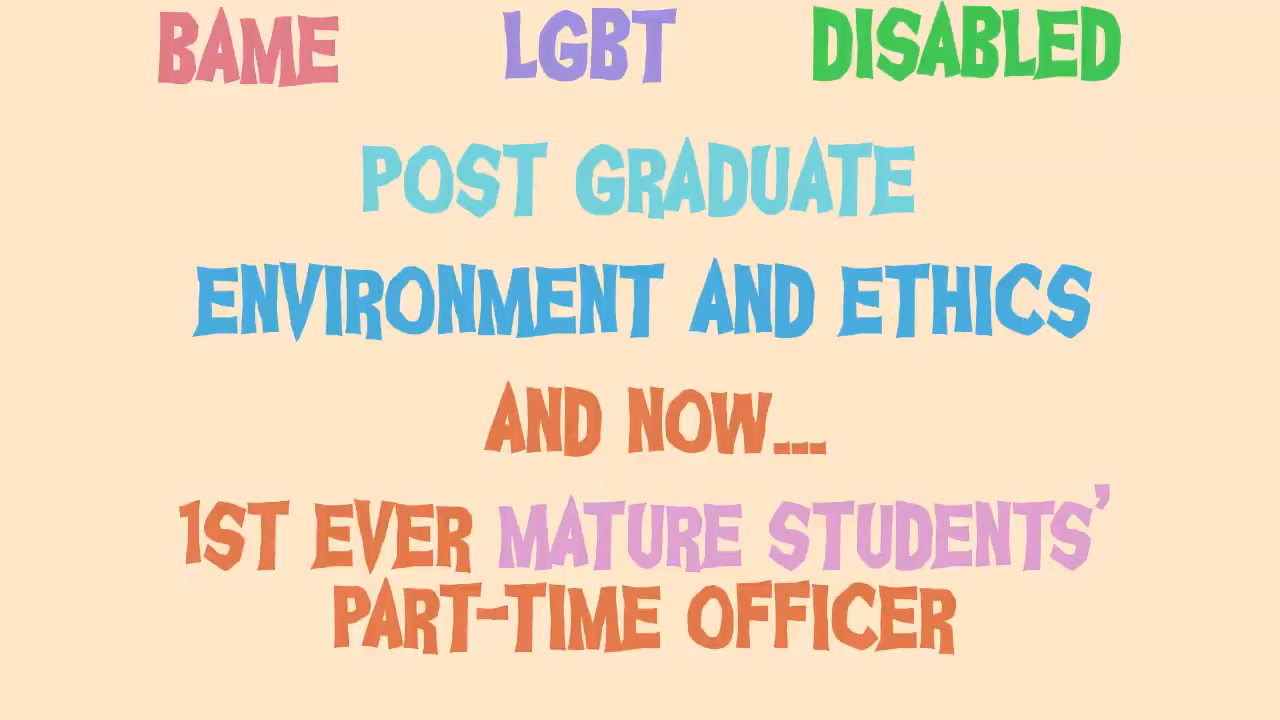 BAME LGBT DISABLED
POST GRADUATE
ENVIRONMENT AND ETHICS
AND NOW...
1ST EVER MATURE STUDENTS'
PART-TIME OFFICER